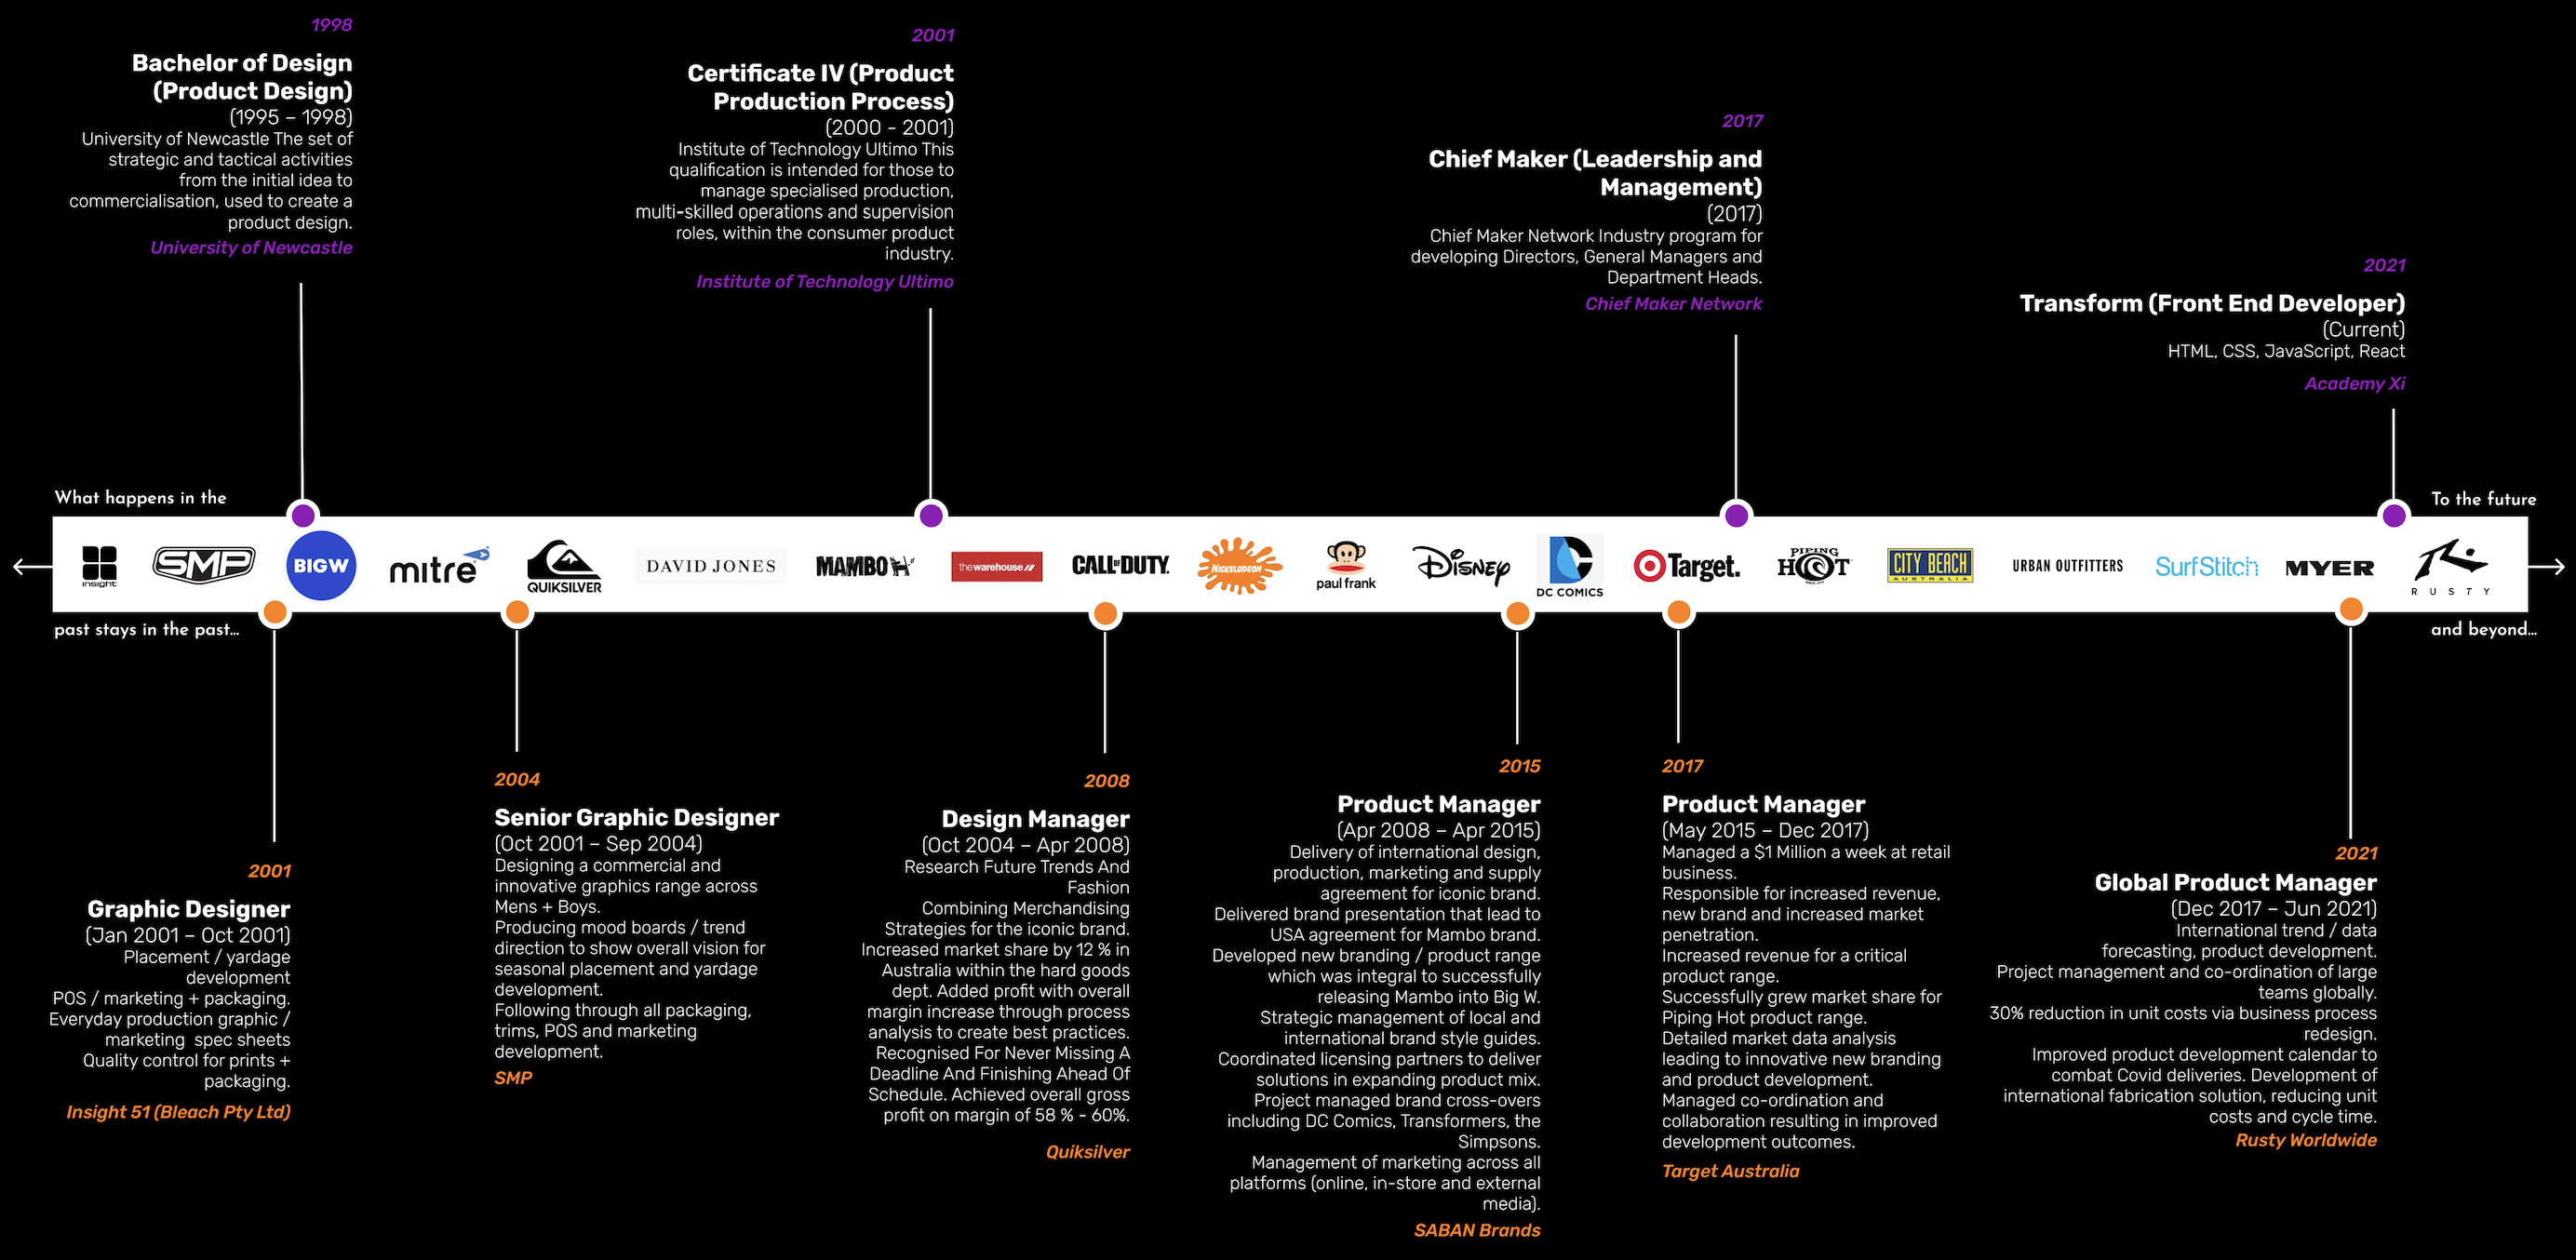 1998
Bachelor of Design
(Product Design)
(1995 – 1998)
University of Newcastle The set of
strategic and tactical activities
from the initial idea to
commercialisation, used to create a
product design.
University of Newcastle
2001
Certificate IV (Product
Production Process)
(2000 - 2001)
Institute of Technology Ultimo This
qualification is intended for those to
manage specialised production,
multi-skilled operations and supervision
roles, within the consumer product
industry.
Institute of Technology Ultimo
2017
Chief Maker (Leadership and
Management)
(2017)
Chief Maker Network Industry program for
developing Directors, General Managers and
Department Heads.
Chief Maker Network
2021
Transform (Front End Developer)
(Current)
HTML, CSS, JavaScript, React
Academy Xi
What happens in the
To the future
insight
SMP
BIGW
mitre
QUIKSILVER
DAVID JONES
MAMBO
thewarehouse
CALL OF DUTY
NICKELODEON
paul frank
Disney
DC COMICS
Target.
PIPING
HOT
CITY BEACH
AUSTRALIA
URBAN OUTFITTERS
SurfStitch
MYER
RUSTY
past stays in the past...
and beyond...
2001
Graphic Designer
(Jan 2001 – Oct 2001)
Placement / yardage
development
POS / marketing + packaging.
Everyday production graphic /
marketing  spec sheets
Quality control for prints +
packaging.
Insight 51 (Bleach Pty Ltd)
2004
Senior Graphic Designer
(Oct 2001 – Sep 2004)
Designing a commercial and
innovative graphics range across
Mens + Boys.
Producing mood boards / trend
direction to show overall vision for
seasonal placement and yardage
development.
Following through all packaging,
trims, POS and marketing
development.
SMP
2008
Design Manager
(Oct 2004 – Apr 2008)
Research Future Trends And
Fashion
Combining Merchandising
Strategies for the iconic brand.
Increased market share by 12 % in
Australia within the hard goods
dept. Added profit with overall
margin increase through process
analysis to create best practices.
Recognised For Never Missing A
Deadline And Finishing Ahead Of
Schedule. Achieved overall gross
profit on margin of 58 % - 60%.
Quiksilver
2015
Product Manager
(Apr 2008 – Apr 2015)
Delivery of international design,
production, marketing and supply
agreement for iconic brand.
Delivered brand presentation that lead to
USA agreement for Mambo brand.
Developed new branding / product range
which was integral to successfully
releasing Mambo into Big W.
Strategic management of local and
international brand style guides.
Coordinated licensing partners to deliver
solutions in expanding product mix.
Project managed brand cross-overs
including DC Comics, Transformers, the
Simpsons.
Management of marketing across all
platforms (online, in-store and external
media).
SABAN Brands
2017
Product Manager
(May 2015 – Dec 2017)
Managed a $1 Million a week at retail
business.
Responsible for increased revenue,
new brand and increased market
penetration.
Increased revenue for a critical
product range.
Successfully grew market share for
Piping Hot product range.
Detailed market data analysis
leading to innovative new branding
and product development.
Managed co-ordination and
collaboration resulting in improved
development outcomes.
Target Australia
2021
Global Product Manager
(Dec 2017 – Jun 2021)
International trend / data
forecasting, product development.
Project management and co-ordination of large
teams globally.
30% reduction in unit costs via business process
redesign.
Improved product development calendar to
combat Covid deliveries. Development of
international fabrication solution, reducing unit
costs and cycle time.
Rusty Worldwide